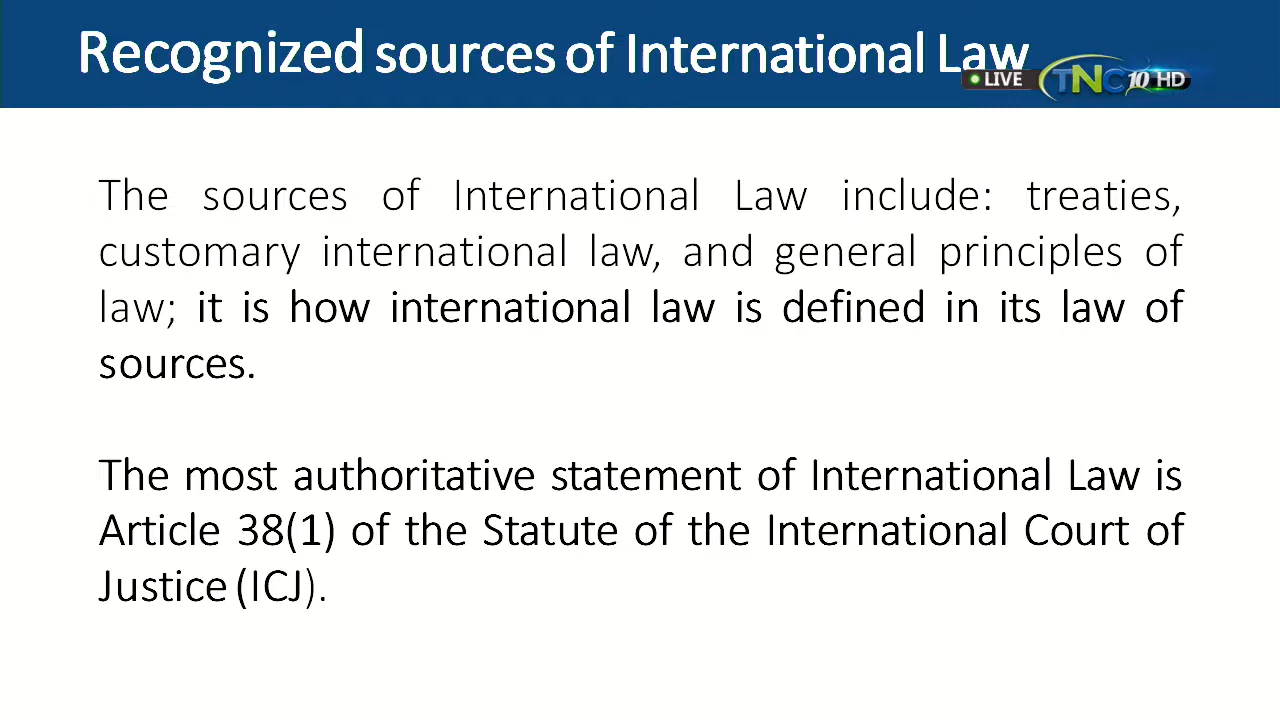 Recognized sources of International Law
LIVE TNC 10 HD
The sources of International Law include: treaties,
customary international law, and general principles of
law; it is how international law is defined in its law of
sources.
The most authoritative statement of International Law is
Article 38(1) of the Statute of the International Court of
Justice (ICJ).